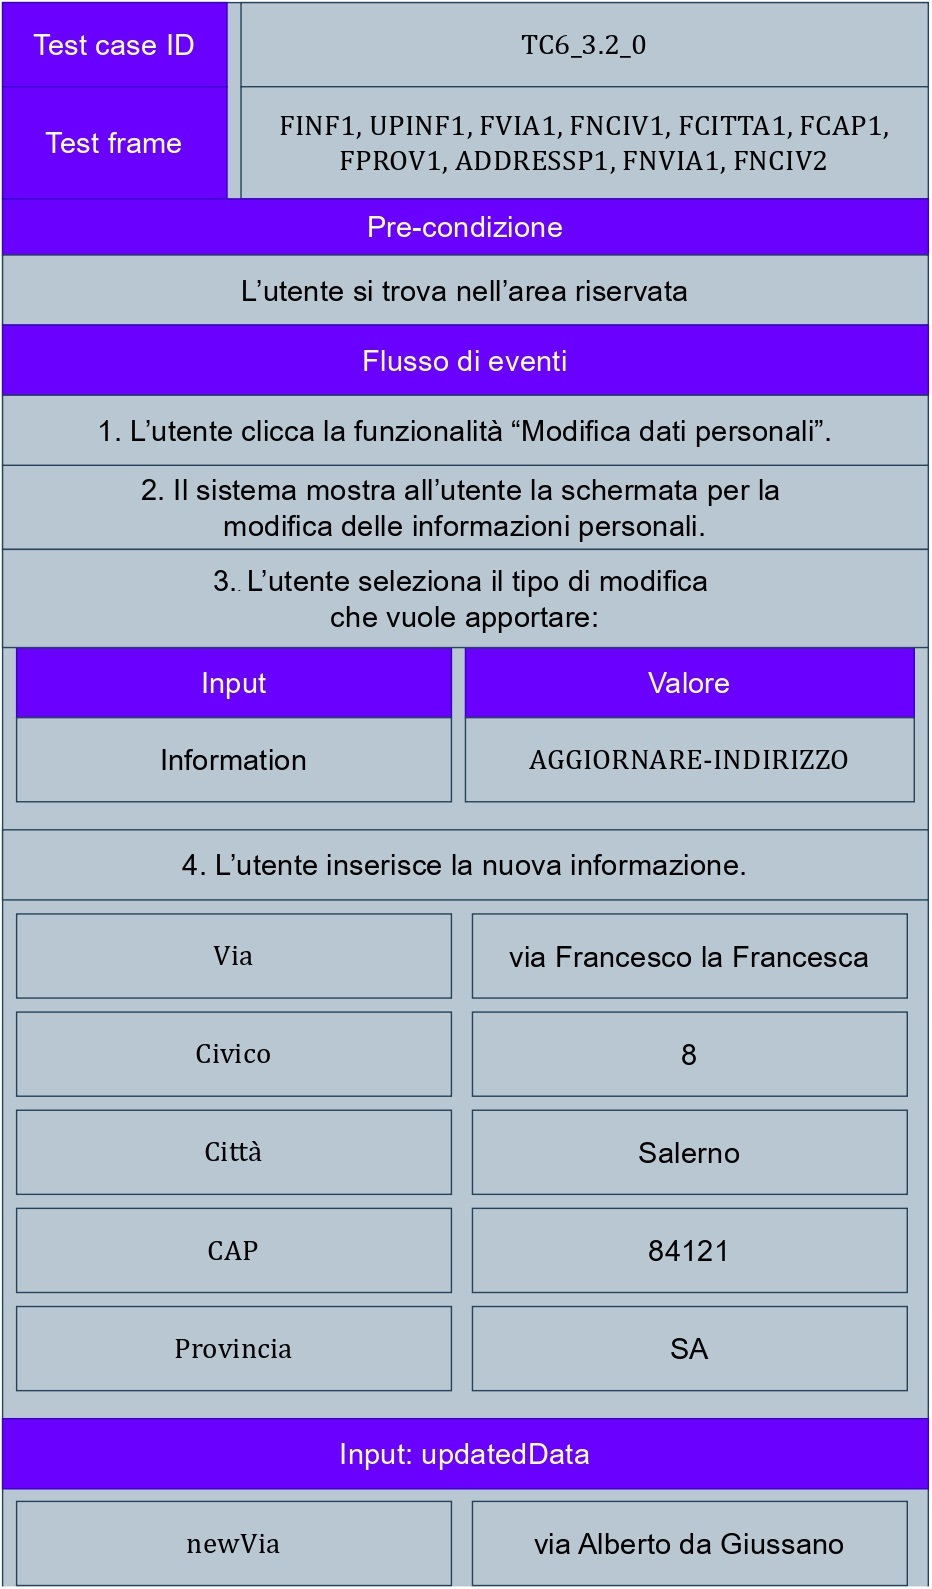 Test case ID
TC6_3.2_0
Test frame
FINF1, UPINF1, FVIA1, FNCIV1, FCITTA1, FCAP1,
FPROV1, ADDRESSP1, FNVIA1, FNCIV2
Pre-condizione
L’utente si trova nell’area riservata
Flusso di eventi
1. L’utente clicca la funzionalità “Modifica dati personali”.
2. Il sistema mostra all’utente la schermata per la
modifica delle informazioni personali.
3.. L’utente seleziona il tipo di modifica
che vuole apportare:
Input
Valore
Information
AGGIORNARE-INDIRIZZO
4. L’utente inserisce la nuova informazione.
Via
via Francesco la Francesca
Civico
8
Città
Salerno
CAP
84121
Provincia
SA
Input: updatedData
newVia
via Alberto da Giussano